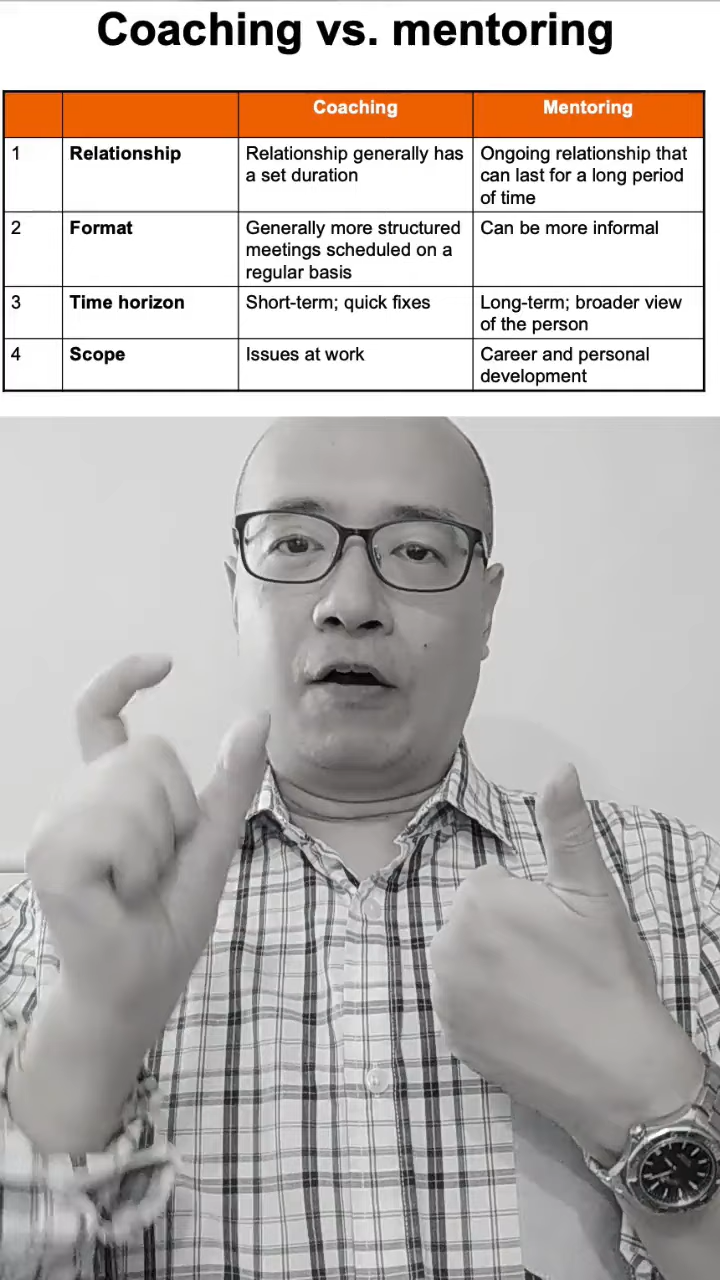 Coaching vs. mentoring
Coaching
Mentoring
1
Relationship
Relationship generally has
a set duration
Ongoing relationship that
can last for a long period
of time
2
Format
Generally more structured
meetings scheduled on a
regular basis
Can be more informal
3
Time horizon
Short-term; quick fixes
Long-term; broader view
of the person
4
Scope
Issues at work
Career and personal
development